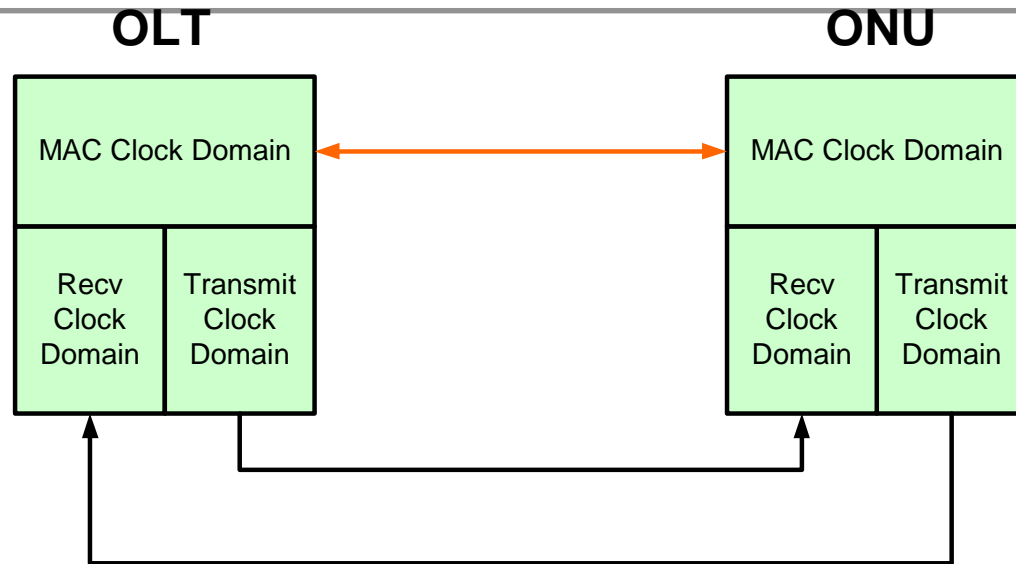 OLT
ONU
MAC Clock Domain
MAC Clock Domain
Recv
Clock
Domain
Transmit
Clock
Domain
Recv
Clock
Domain
Transmit
Clock
Domain